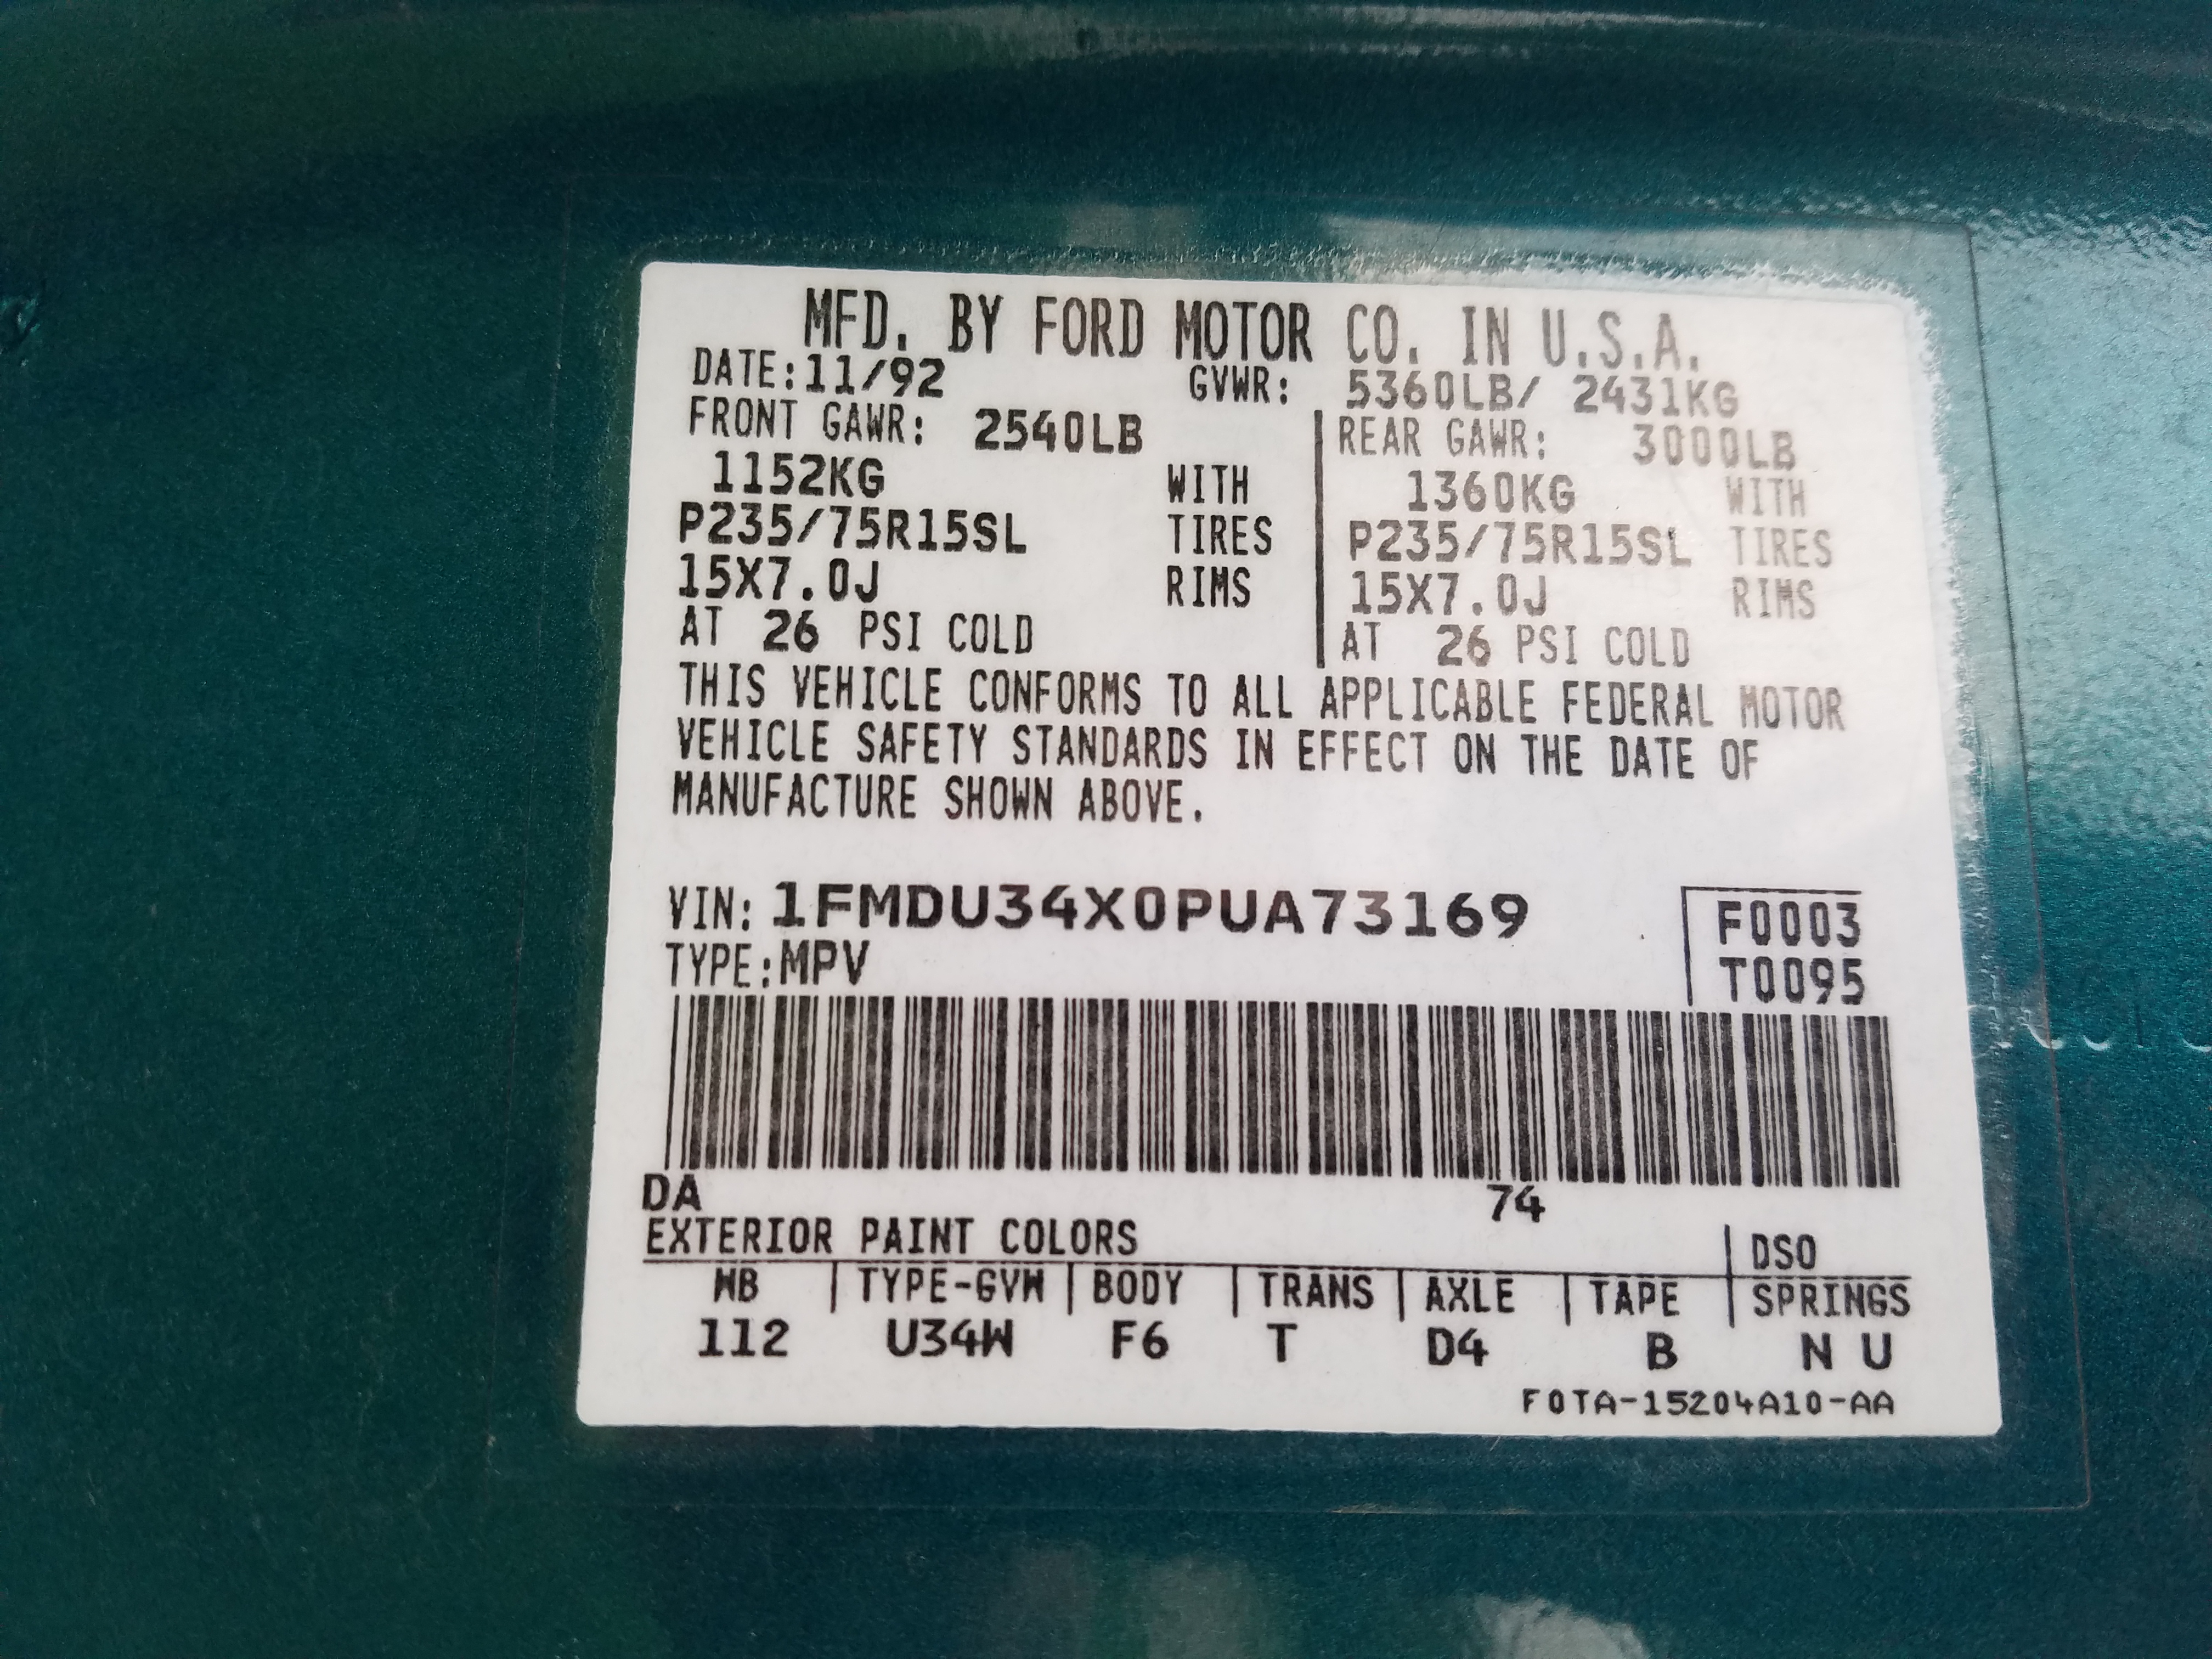 MFD. BY FORD MOTOR CO. IN U.S.A.
DATE:11/92 GVWR: 5360LB/ 2431KG
FRONT GAWR: 2540LB REAR GAWR: 3000LB
1152KG WITH 1360KG WITH
P235/75R15SL TIRES P235/75R15SL TIRES
15X7.0J RIMS 15X7.0J RIMS
AT 26 PSI COLD AT 26 PSI COLD
THIS VEHICLE CONFORMS TO ALL APPLICABLE FEDERAL MOTOR
VEHICLE SAFETY STANDARDS IN EFFECT ON THE DATE OF
MANUFACTURE SHOWN ABOVE.
VIN: 1FMDU34X0PUA73169 F0003
TYPE:MPV T0095
DA 74
EXTERIOR PAINT COLORS DSO
WB TYPE-GVW BODY TRANS AXLE TAPE SPRINGS
112 U34W F6 T D4 B N U
F0TA-15204A10-AA